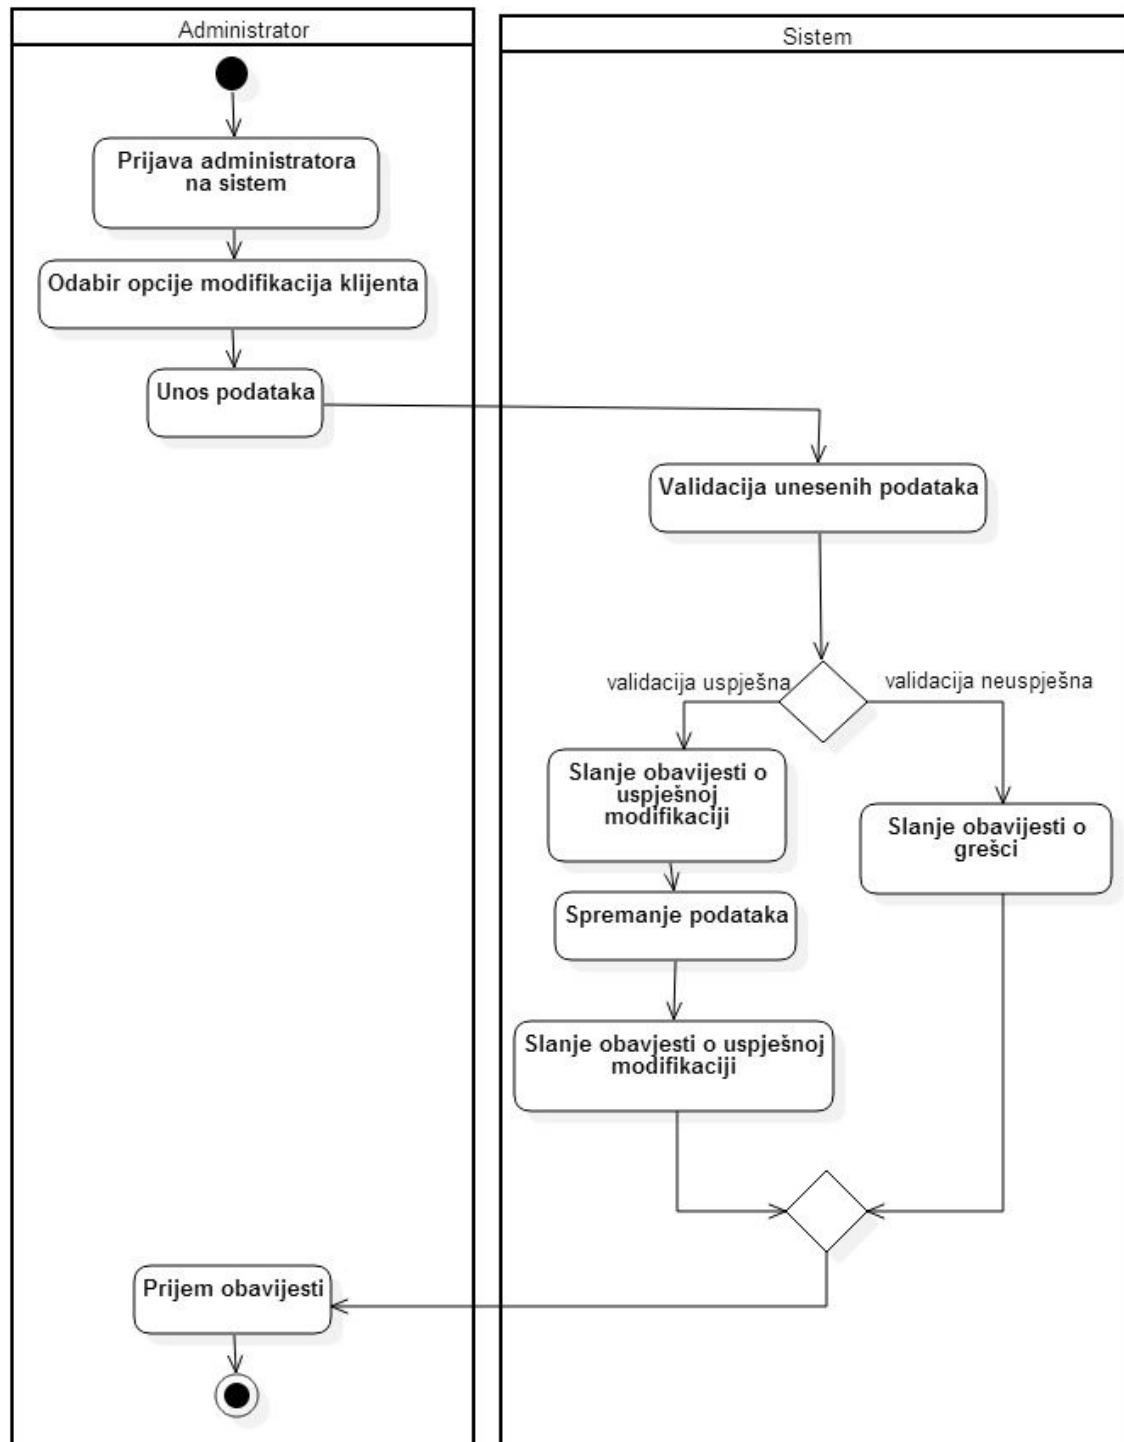 Administrator
Sistem
Prijava administratora
na sistem
Odabir opcije modifikacija klijenta
Unos podataka
Validacija unesenih podataka
validacija uspješna
validacija neuspješna
Slanje obavijesti o
uspješnoj
modifikaciji
Slanje obavijesti o
grešci
Spremanje podataka
Slanje obavjesti o uspješnoj
modifikaciji
Prijem obavijesti